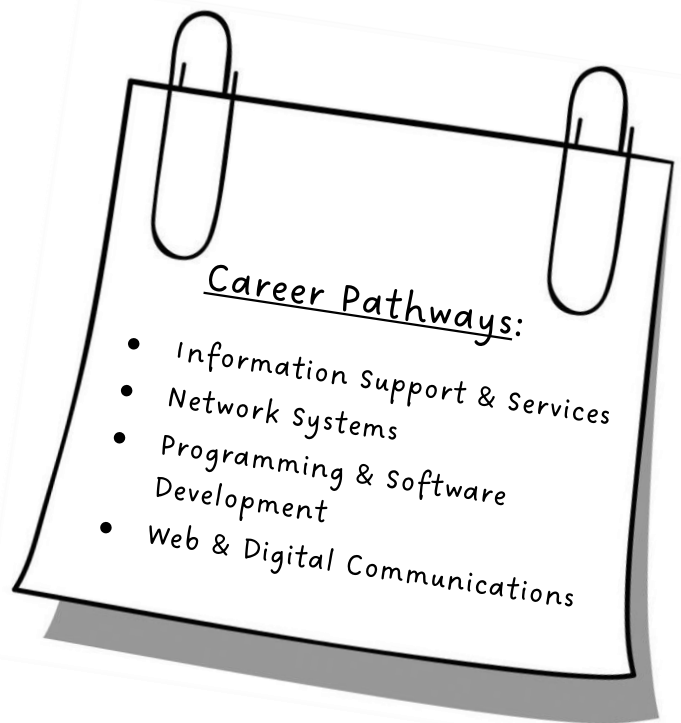 Career Pathways:
• Information Support & Services
• Network Systems
• Programming & Software
Development
• Web & Digital Communications